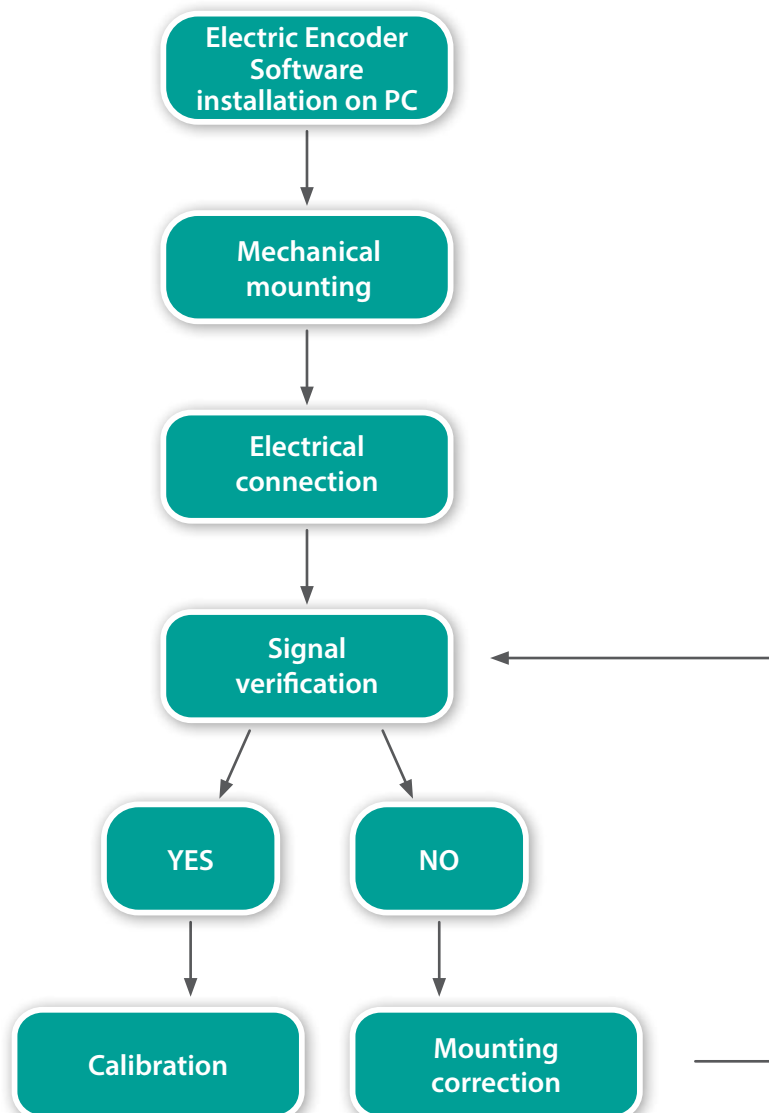 Electric Encoder
Software
installation on PC
Mechanical
mounting
Electrical
connection
Signal
verification
YES
NO
Calibration
Mounting
correction